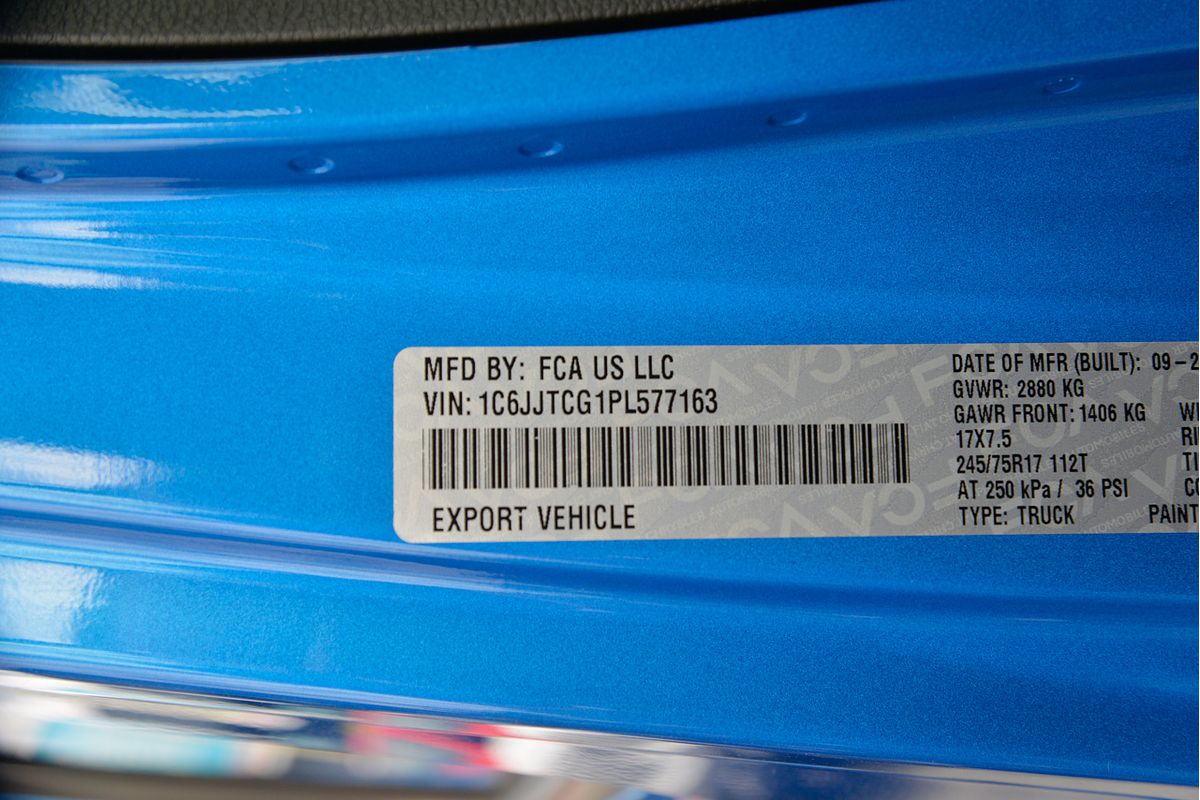 MFD BY: FCA US LLC
VIN: 1C6JJTCG1PL577163
EXPORT VEHICLE
DATE OF MFR (BUILT): 09-2
GVWR: 2880 KG
GAWR FRONT: 1406 KG
17X7.5
245/75R17 112T
AT 250 kPa / 36 PSI
TYPE: TRUCK PAINT